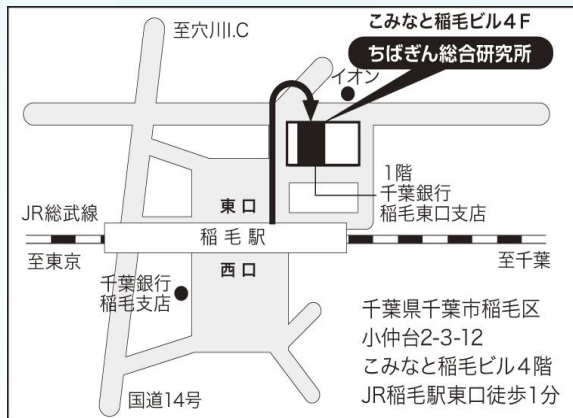 至穴川I.C
こみなと稲毛ビル４F
ちばぎん総合研究所
イオン
1階
千葉銀行
稲毛東口支店
東口
JR総武線
稲毛駅
至東京
至千葉
西口
千葉銀行
稲毛支店
国道14号
千葉県千葉市稲毛区
小仲台2-3-12
こみなと稲毛ビル４階
JR稲毛駅東口徒歩1分